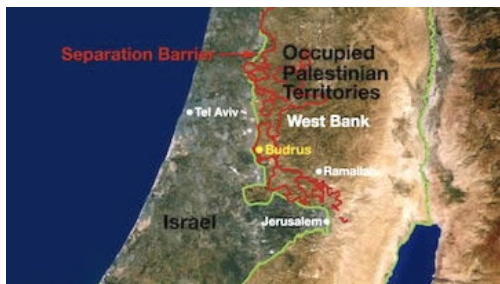 Separation Barrier
Occupied
Palestinian
Territories
Tel Aviv
West Bank
Budrus
Ramallah
Israel
Jerusalem